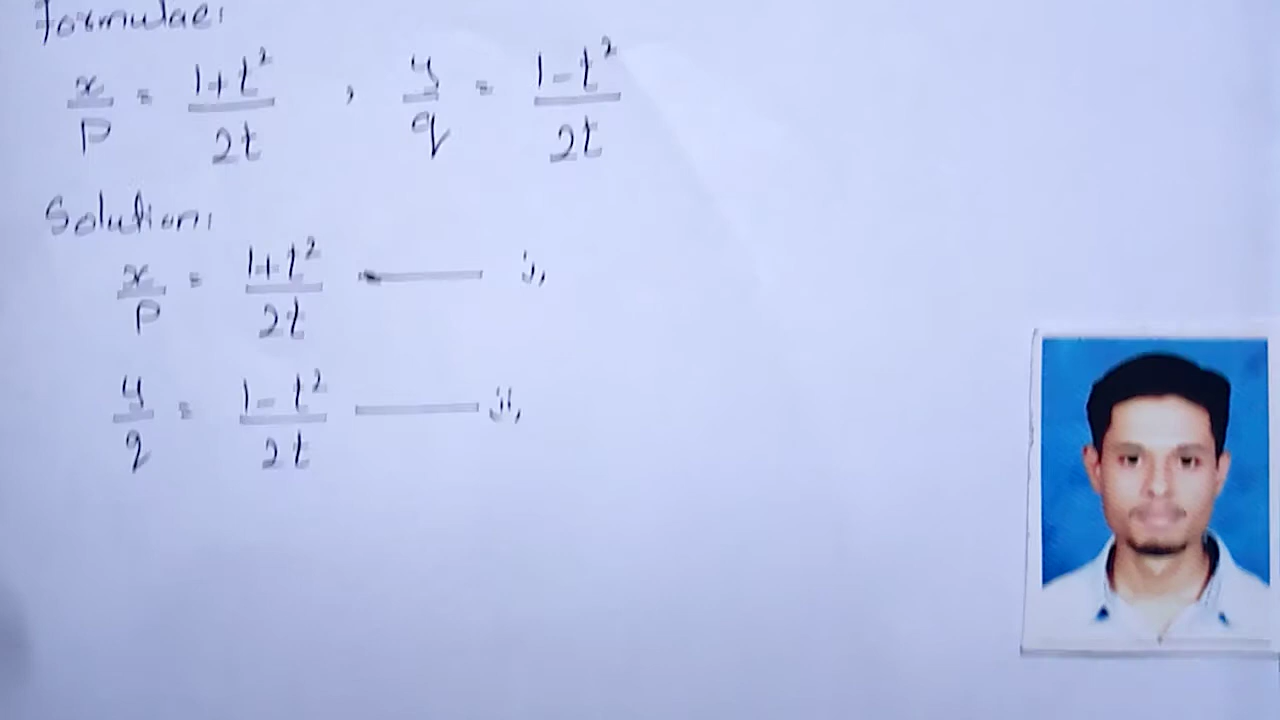 Formulae:
x/p = 1+t²/2t , y/q = 1-t²/2t
Solution:
x/p = 1+t²/2t —— i,
y/q = 1-t²/2t —— ii,